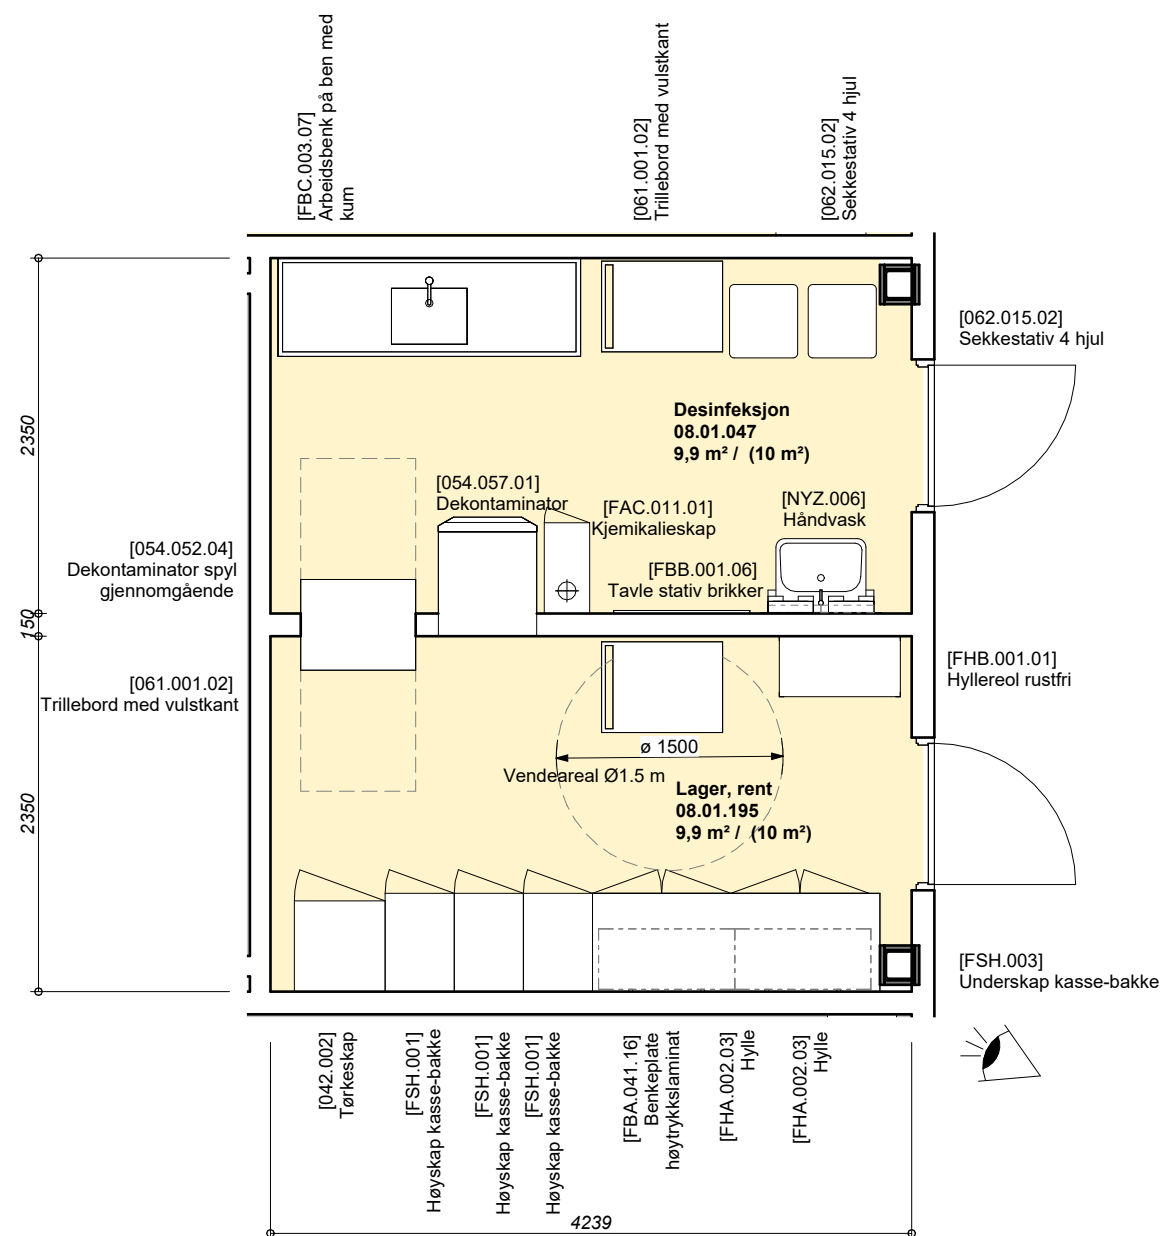 [FBC.003.07]
Arbeidsbenk på ben med
kum
[061.001.02]
Trillebord med vulstkant
[062.015.02]
Sekkestativ 4 hjul
[062.015.02]
Sekkestativ 4 hjul
2350
Desinfeksjon
08.01.047
9,9 m² / (10 m²)
[054.057.01]
Dekontaminator
[FAC.011.01]
Kjemikalieskap
[NYZ.006]
Håndvask
[054.052.04]
Dekontaminator spyl
gjennomgående
[FBB.001.06]
Tavle stativ brikker
150
[061.001.02]
Trillebord med vulstkant
[FHB.001.01]
Hyllereol rustfri
ø 1500
Vendeareal Ø1.5 m
Lager, rent
08.01.195
9,9 m² / (10 m²)
2350
[FSH.003]
Underskap kasse-bakke
[042.002]
Tørkeskap
[FSH.001]
Høyskap kasse-bakke
[FSH.001]
Høyskap kasse-bakke
[FSH.001]
Høyskap kasse-bakke
[FBA.041.16]
Benkeplate
høytrykkslaminat
[FHA.002.03]
Hylle
[FHA.002.03]
Hylle
4239